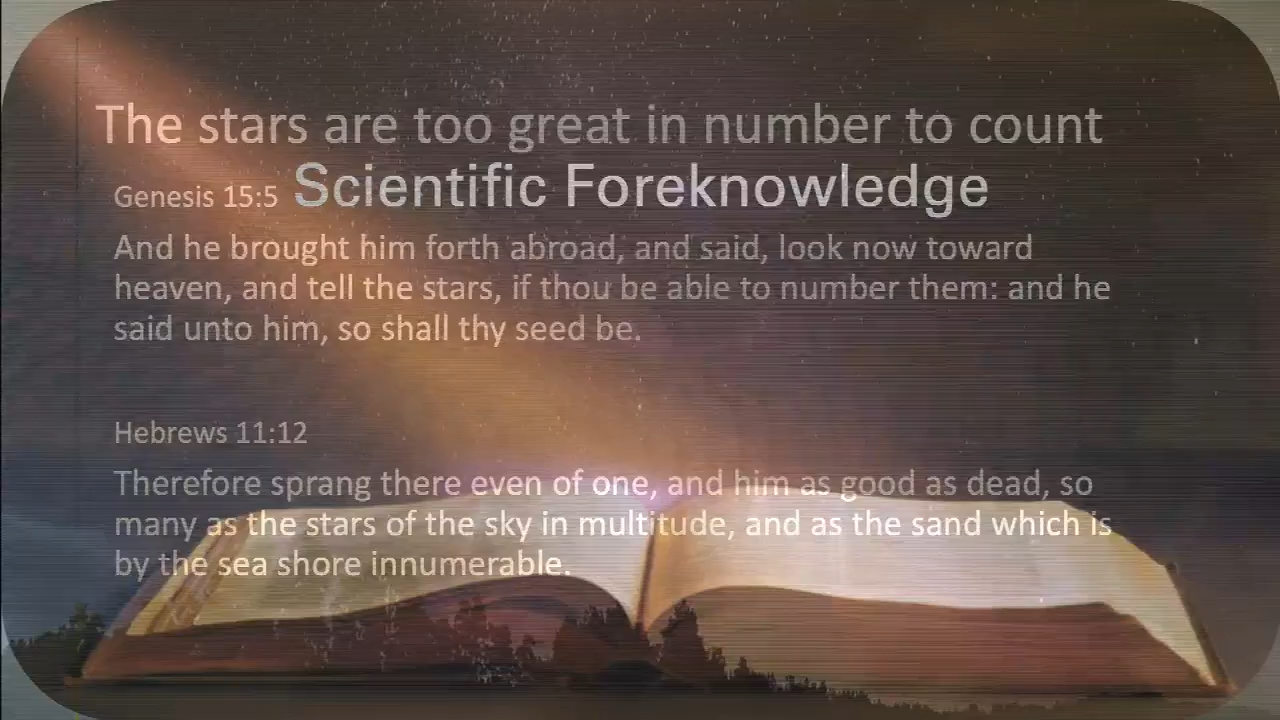 The stars are too great in number to count
Scientific Foreknowledge
Genesis 15:5
And he brought him forth abroad, and said, look now toward
heaven, and tell the stars, if thou be able to number them: and he
said unto him, so shall thy seed be.
Hebrews 11:12
Therefore sprang there even of one, and him as good as dead, so
many as the stars of the sky in multitude, and as the sand which is
by the sea shore innumerable.